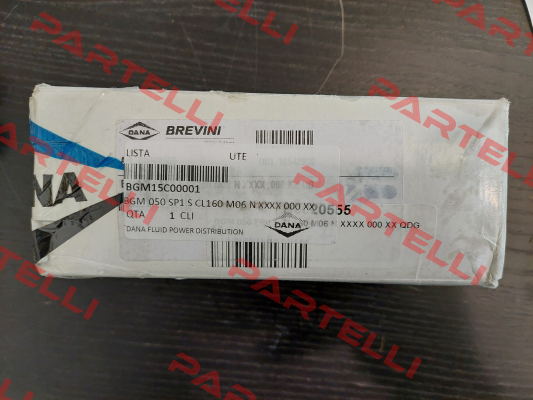 DANA BREVINI
LISTA UTE
BGM15C00001
BGM 050 SP1 S CL160 M06 N XXXX 000 XX
QTA 1 CLI
DANA
M06 N XXXX 000 XX QDG
DANA FLUID POWER DISTRIBUTION
PARTELLI
PARTELLI
PARTELLI
PARTELLI